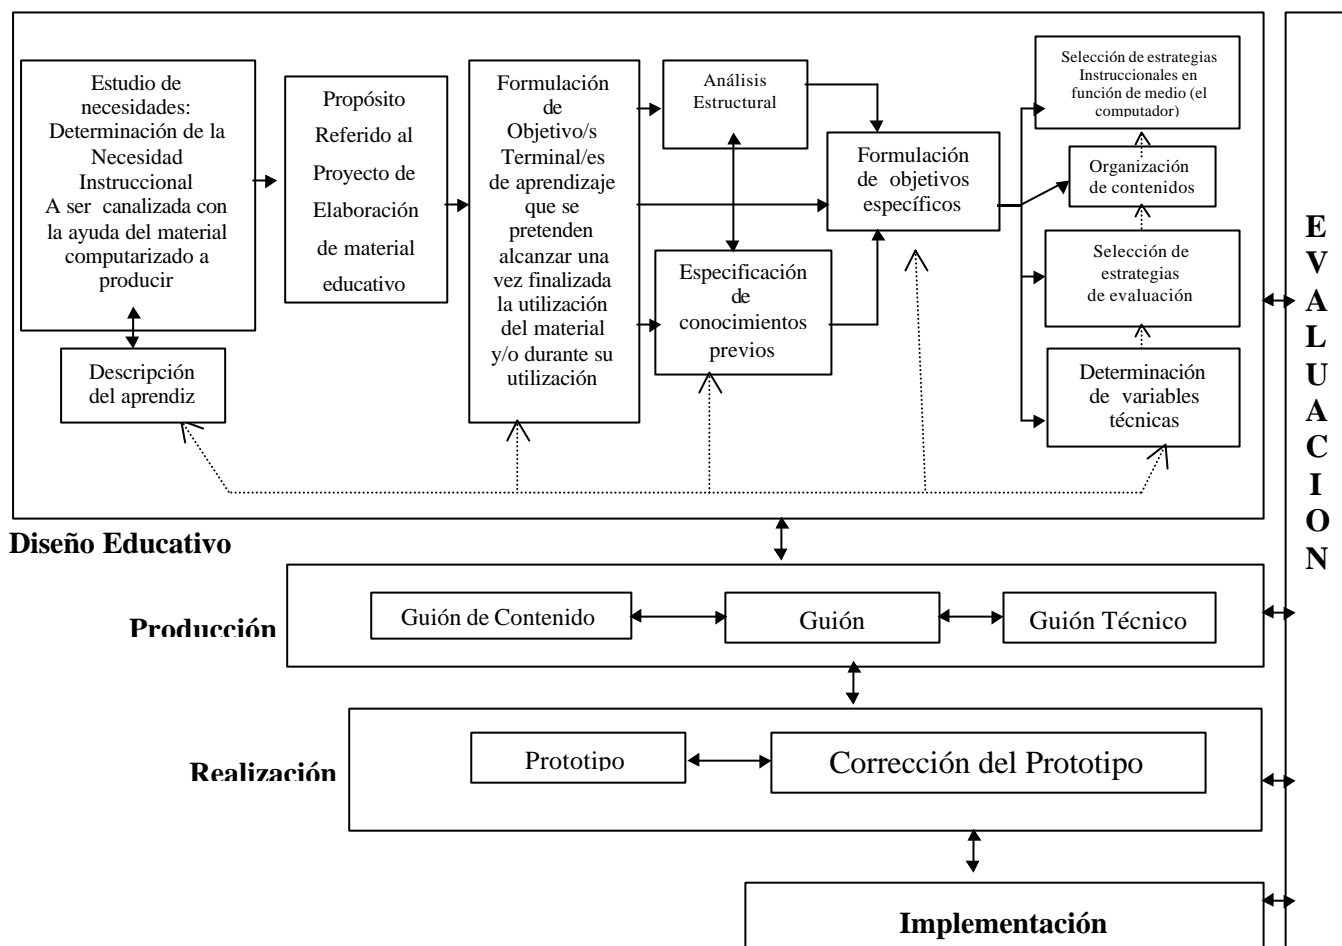 Estudio de
necesidades:
Determinación de la
Necesidad
Instruccional
A ser canalizada con
la ayuda del material
computarizado a
producir
Descripción
del aprendiz
Propósito
Referido al
Proyecto de
Elaboración
de material
educativo
Formulación
de
Objetivo/s
Terminal/es
de aprendizaje
que se
pretenden
alcanzar una
vez finalizada
la utilización
del material
y/o durante su
utilización
Análisis
Estructural
Especificación
de
conocimientos
previos
Formulación
de objetivos
específicos
Selección de estrategias
Instruccionales en
función de medio (el
computador)
Organización
de contenidos
Selección de
estrategias
de evaluación
Determinación
de variables
técnicas
Diseño Educativo
Producción
Guión de Contenido
Guión
Guión Técnico
Realización
Prototipo
Corrección del Prototipo
Implementación
E
V
A
L
U
A
C
I
O
N